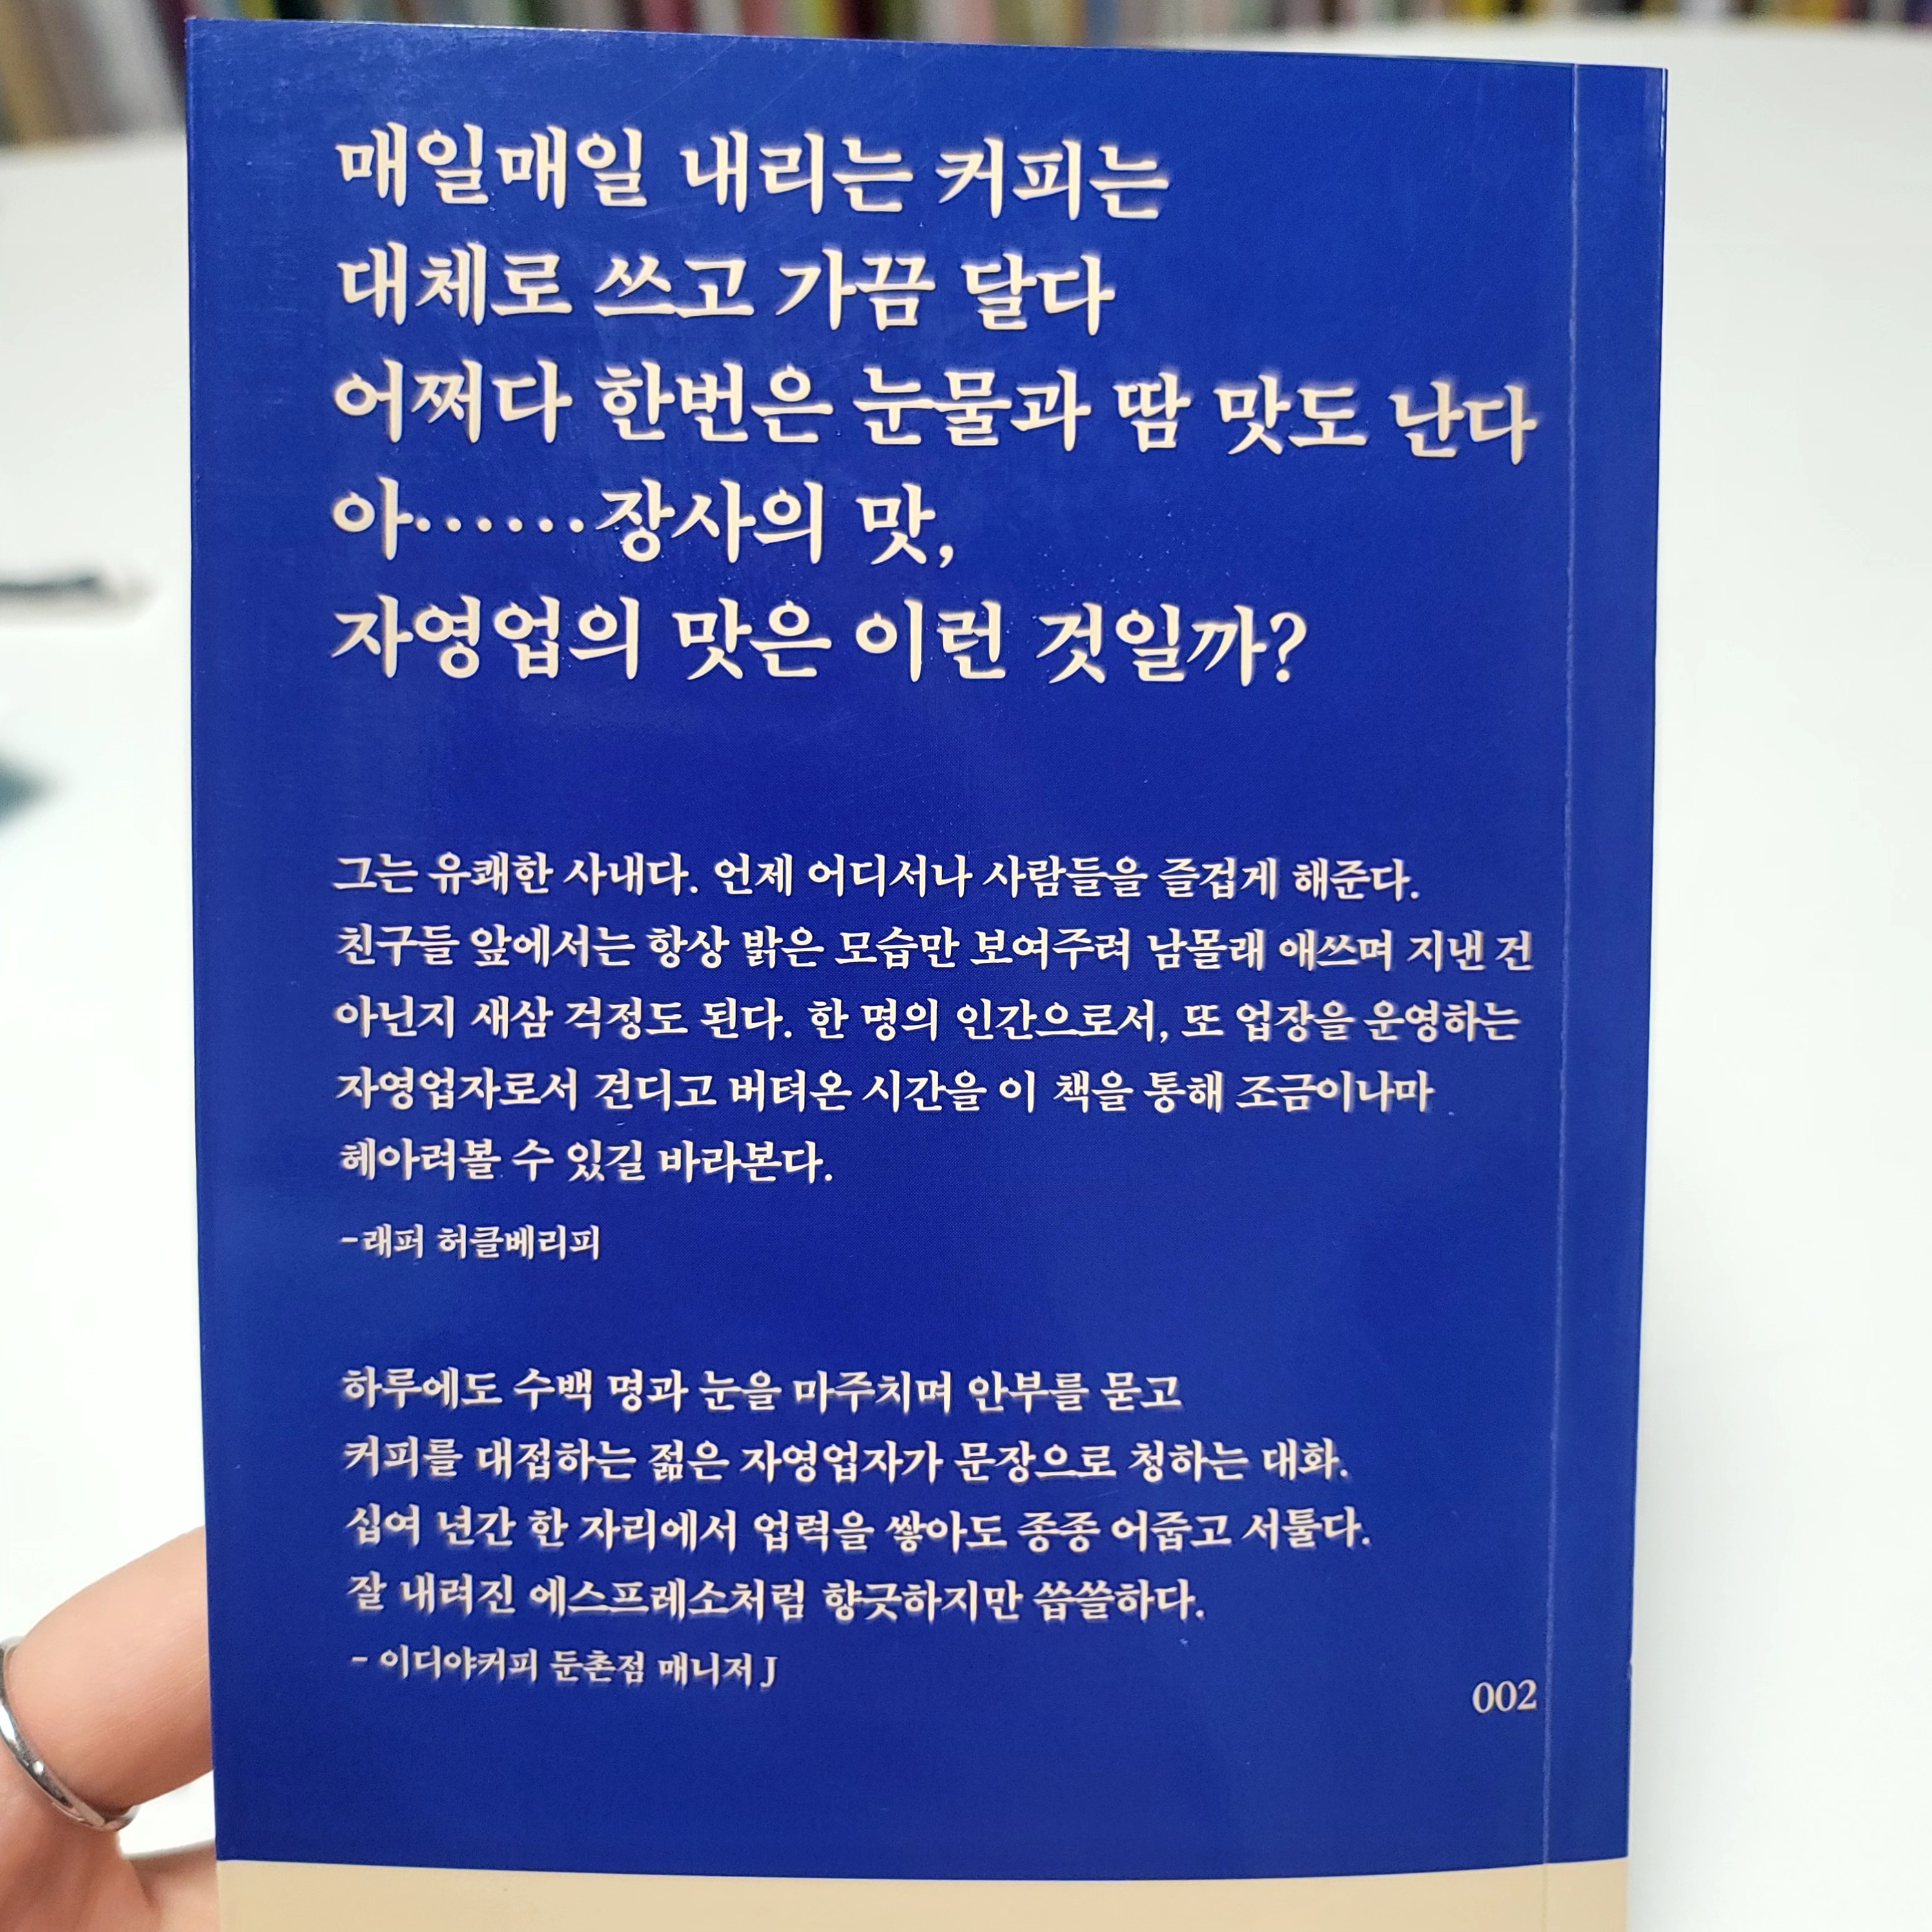 매일매일 내리는 커피는
대체로 쓰고 가끔 달다
어쩌다 한번은 눈물과 땀 맛도 난다
아……장사의 맛,
자영업의 맛은 이런 것일까?
그는 유쾌한 사내다. 언제 어디서나 사람들을 즐겁게 해준다.
친구들 앞에서는 항상 밝은 모습만 보여주려 남몰래 애쓰며 지낸 건
아닌지 새삼 걱정도 된다. 한 명의 인간으로서, 또 업장을 운영하는
자영업자로서 견디고 버텨온 시간을 이 책을 통해 조금이나마
헤아려볼 수 있길 바라본다.
-래퍼 허클베리피
하루에도 수백 명과 눈을 마주치며 안부를 묻고
커피를 대접하는 젊은 자영업자가 문장으로 청하는 대화.
십여 년간 한 자리에서 업력을 쌓아도 종종 어줍고 서툴다.
잘 내려진 에스프레소처럼 향긋하지만 씁쓸하다.
- 이디야커피 둔촌점 매니저 J
002